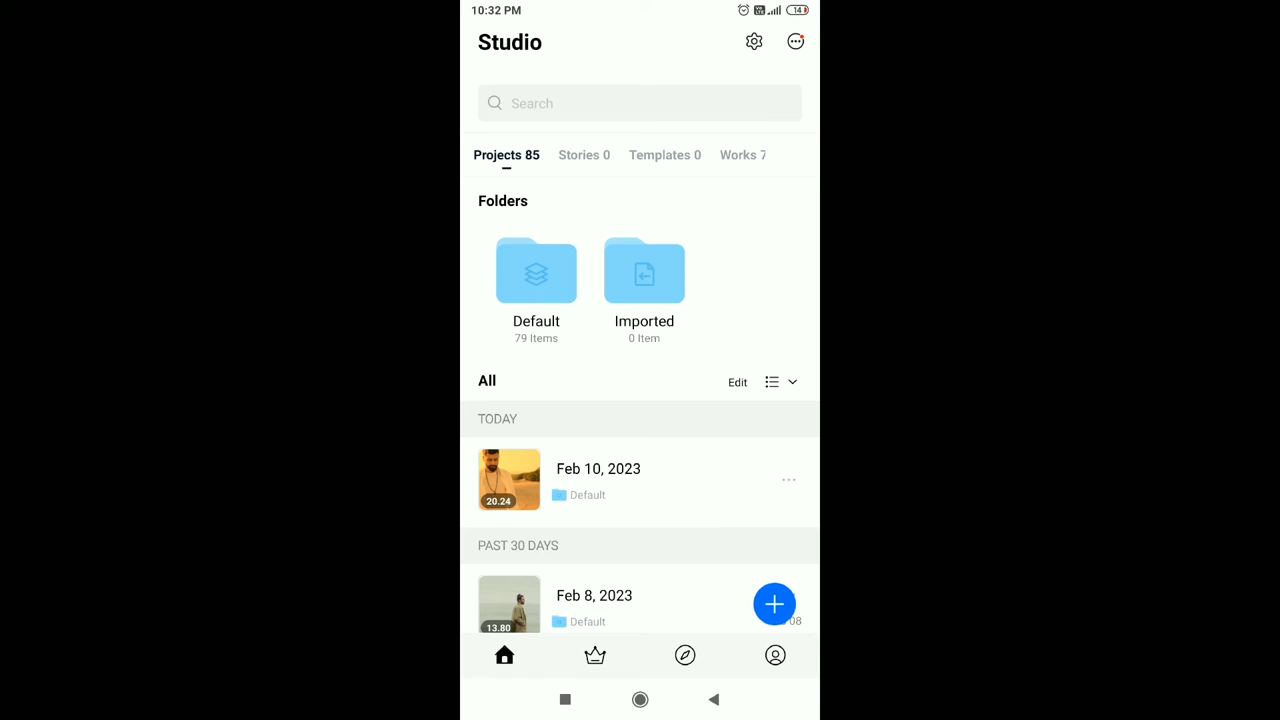 10:32 PM
14
Studio
Search
Projects 85 Stories 0 Templates 0 Works 7
Folders
Default Imported
79 Items 0 Item
All Edit
TODAY
Feb 10, 2023
20.24 Default
PAST 30 DAYS
Feb 8, 2023
13.80 Default 08